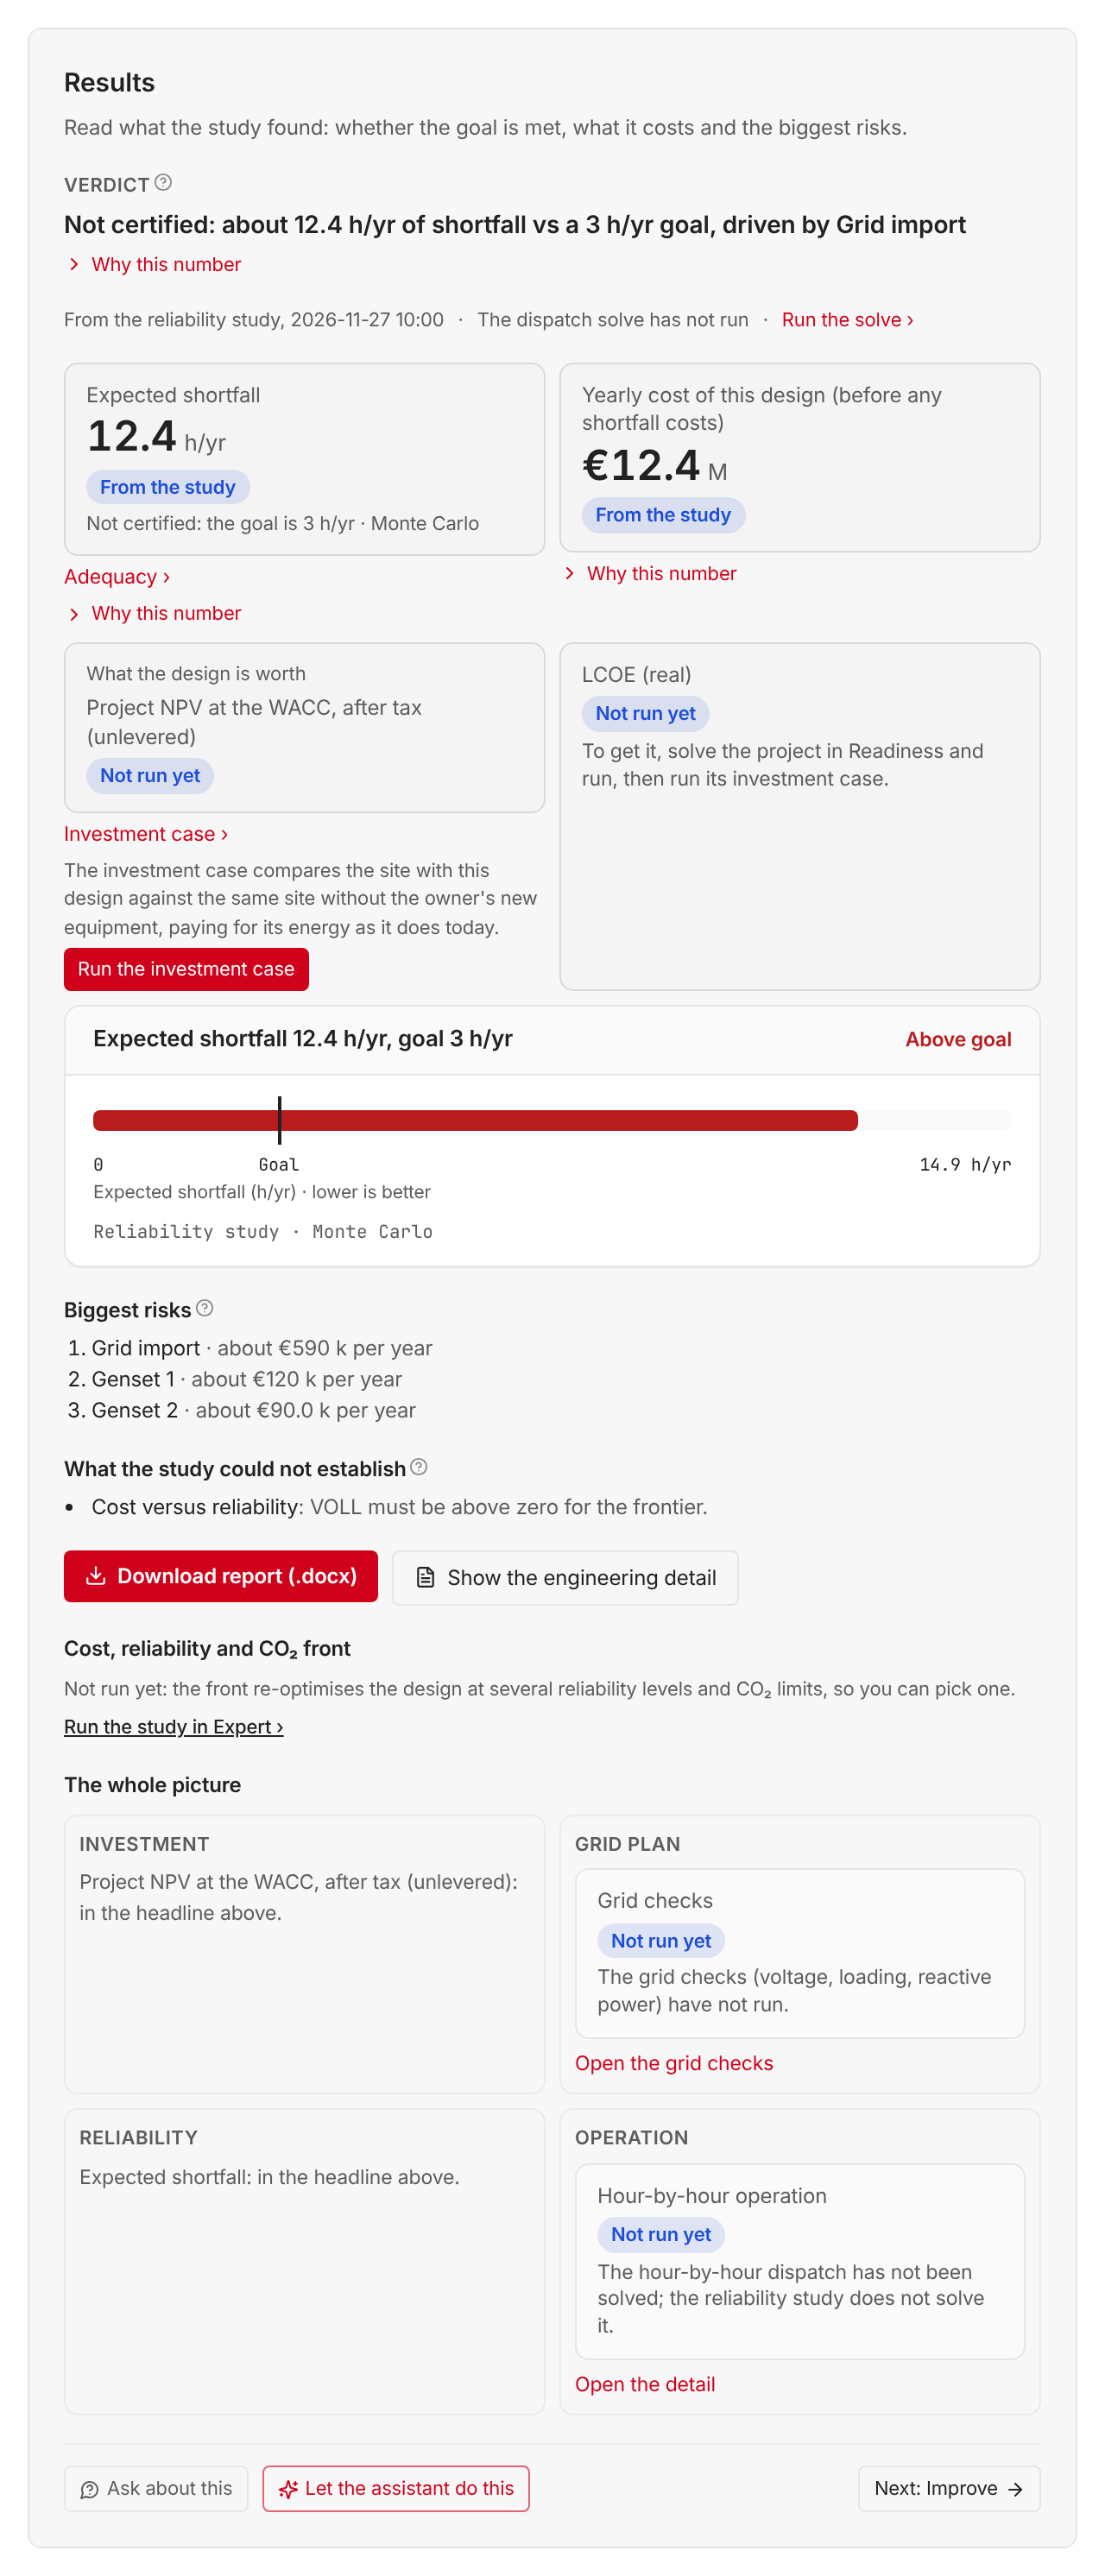 Results
Read what the study found: whether the goal is met, what it costs and the biggest risks.
VERDICT
Not certified: about 12.4 h/yr of shortfall vs a 3 h/yr goal, driven by Grid import
Why this number
From the reliability study, 2026-11-27 10:00 · The dispatch solve has not run · Run the solve ›
Expected shortfall
12.4 h/yr
From the study
Not certified: the goal is 3 h/yr · Monte Carlo
Adequacy ›
Why this number
Yearly cost of this design (before any
shortfall costs)
€12.4 M
From the study
Why this number
What the design is worth
Project NPV at the WACC, after tax
(unlevered)
Not run yet
Investment case ›
The investment case compares the site with this
design against the same site without the owner's new
equipment, paying for its energy as it does today.
Run the investment case
LCOE (real)
Not run yet
To get it, solve the project in Readiness and
run, then run its investment case.
Expected shortfall 12.4 h/yr, goal 3 h/yr
Above goal
0 Goal 14.9 h/yr
Expected shortfall (h/yr) · lower is better
Reliability study · Monte Carlo
Biggest risks
1. Grid import · about €590 k per year
2. Genset 1 · about €120 k per year
3. Genset 2 · about €90.0 k per year
What the study could not establish
• Cost versus reliability: VOLL must be above zero for the frontier.
Download report (.docx)
Show the engineering detail
Cost, reliability and CO₂ front
Not run yet: the front re-optimises the design at several reliability levels and CO₂ limits, so you can pick one.
Run the study in Expert ›
The whole picture
INVESTMENT
Project NPV at the WACC, after tax (unlevered):
in the headline above.
GRID PLAN
Grid checks
Not run yet
The grid checks (voltage, loading, reactive
power) have not run.
Open the grid checks
RELIABILITY
Expected shortfall: in the headline above.
OPERATION
Hour-by-hour operation
Not run yet
The hour-by-hour dispatch has not been
solved; the reliability study does not solve
it.
Open the detail
Ask about this
Let the assistant do this
Next: Improve →